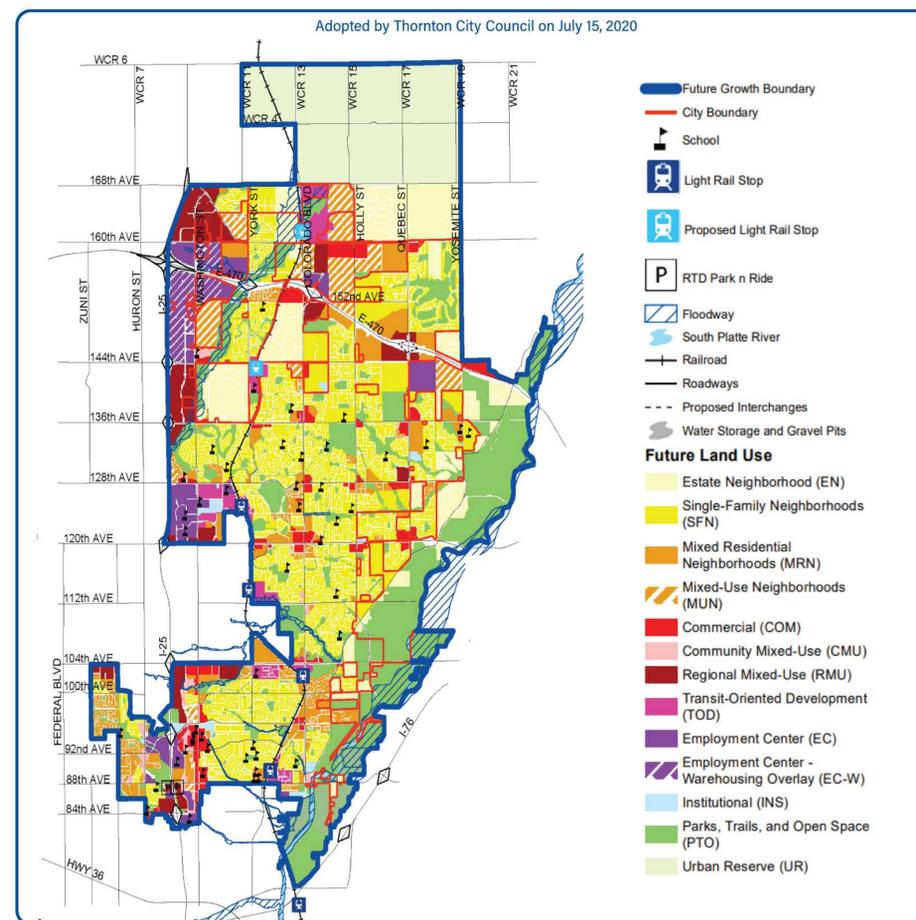 Adopted by Thornton City Council on July 15, 2020
WCR 6
WCR 7
WCR 11
WCR 13
WCR 15
WCR 17
WCR 19
WCR 21
WCR 4
168th AVE
WASHINGTON ST
YORK ST
COLORADO BLVD
HOLLY ST
QUEBEC ST
YOSEMITE ST
160th AVE
E-470
ZUNI ST
HURON ST
I-25
152nd AVE
E-470
144th AVE
136th AVE
128th AVE
120th AVE
112th AVE
I-25
104th AVE
FEDERAL BLVD
100th AVE
I-76
92nd AVE
88th AVE
84th AVE
HWY 36
Future Growth Boundary
City Boundary
School
Light Rail Stop
Proposed Light Rail Stop
P
RTD Park n Ride
Floodway
South Platte River
Railroad
Roadways
Proposed Interchanges
Water Storage and Gravel Pits
Future Land Use
Estate Neighborhood (EN)
Single-Family Neighborhoods
(SFN)
Mixed Residential
Neighborhoods (MRN)
Mixed-Use Neighborhoods
(MUN)
Commercial (COM)
Community Mixed-Use (CMU)
Regional Mixed-Use (RMU)
Transit-Oriented Development
(TOD)
Employment Center (EC)
Employment Center -
Warehousing Overlay (EC-W)
Institutional (INS)
Parks, Trails, and Open Space
(PTO)
Urban Reserve (UR)